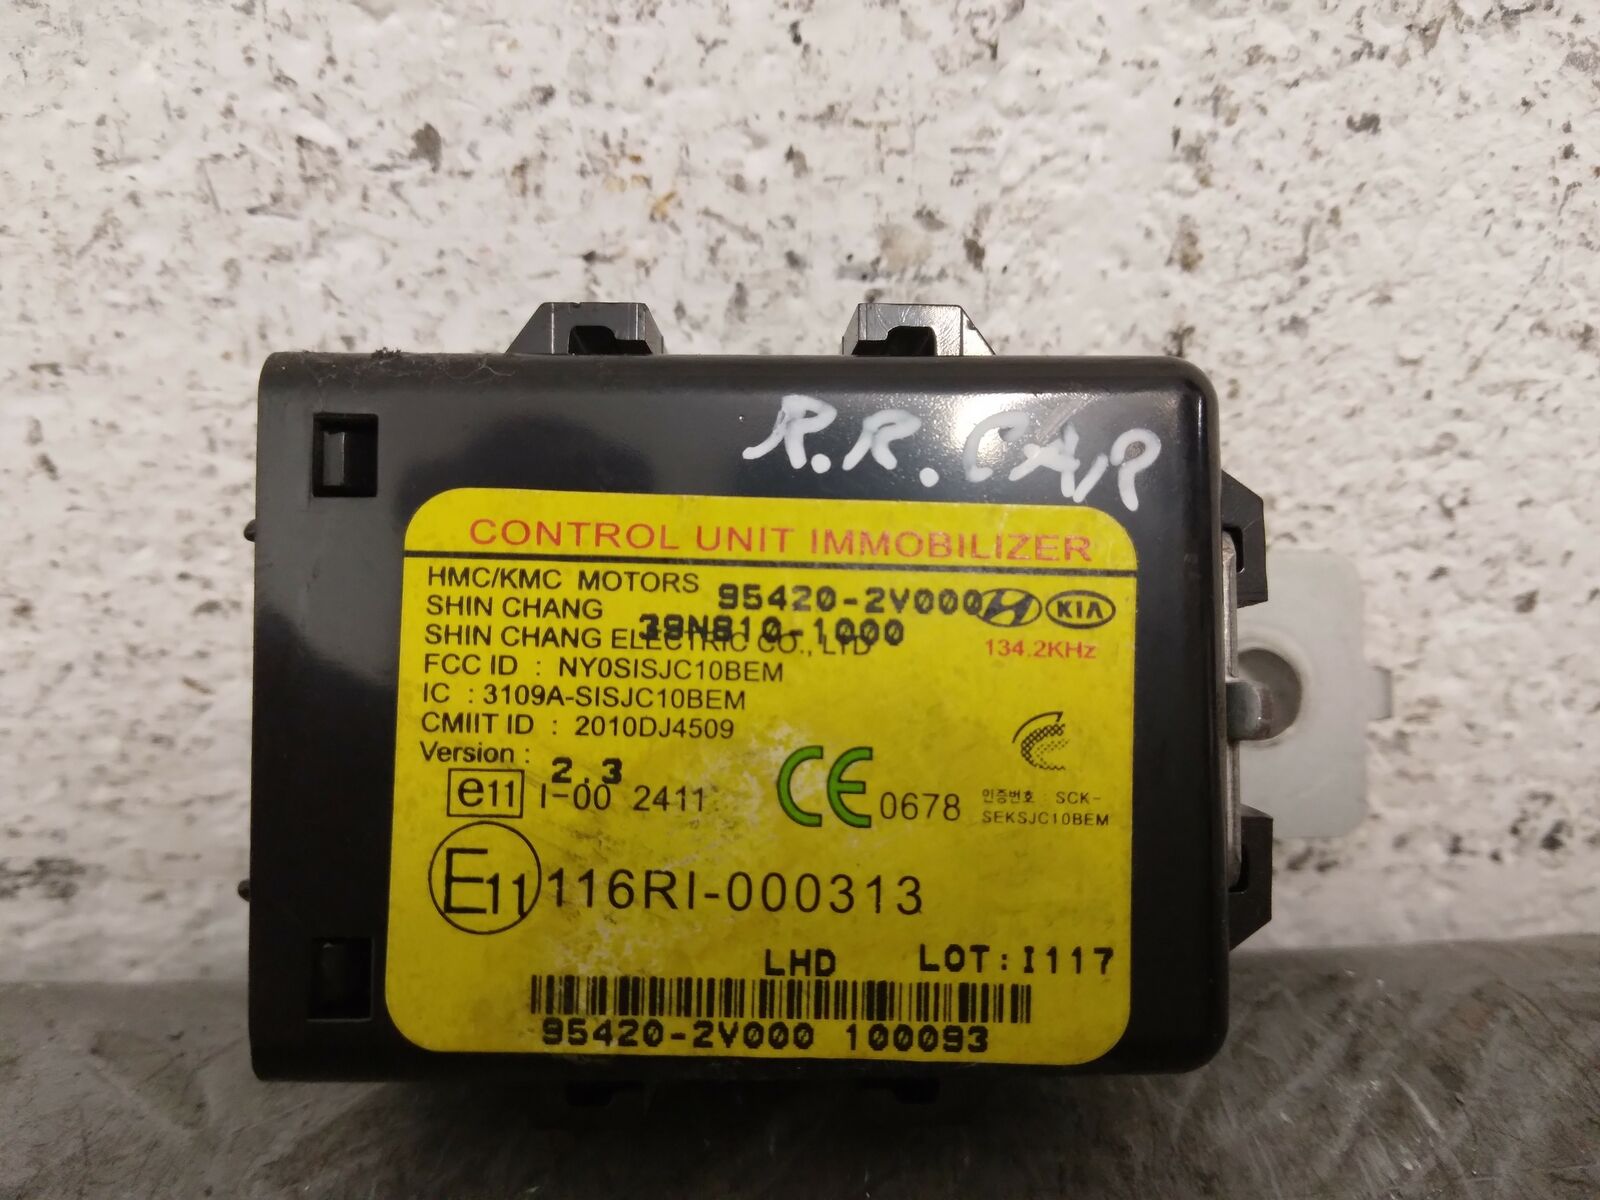 R.R. CAR
CONTROL UNIT IMMOBILIZER
HMC/KMC MOTORS 95420-2V000 KIA
SHIN CHANG 39N810-1000
SHIN CHANG ELECTRIC CO., LTD 134.2KHz
FCC ID : NY0SISJC10BEM
IC : 3109A-SISJC10BEM
CMIIT ID : 2010DJ4509
Version : 2.3
e11 I-00 2411
CE 0678
인증번호 : SCK-
SEKSJC10BEM
E11 116RI-000313
LHD LOT:I117
95420-2V000 100093